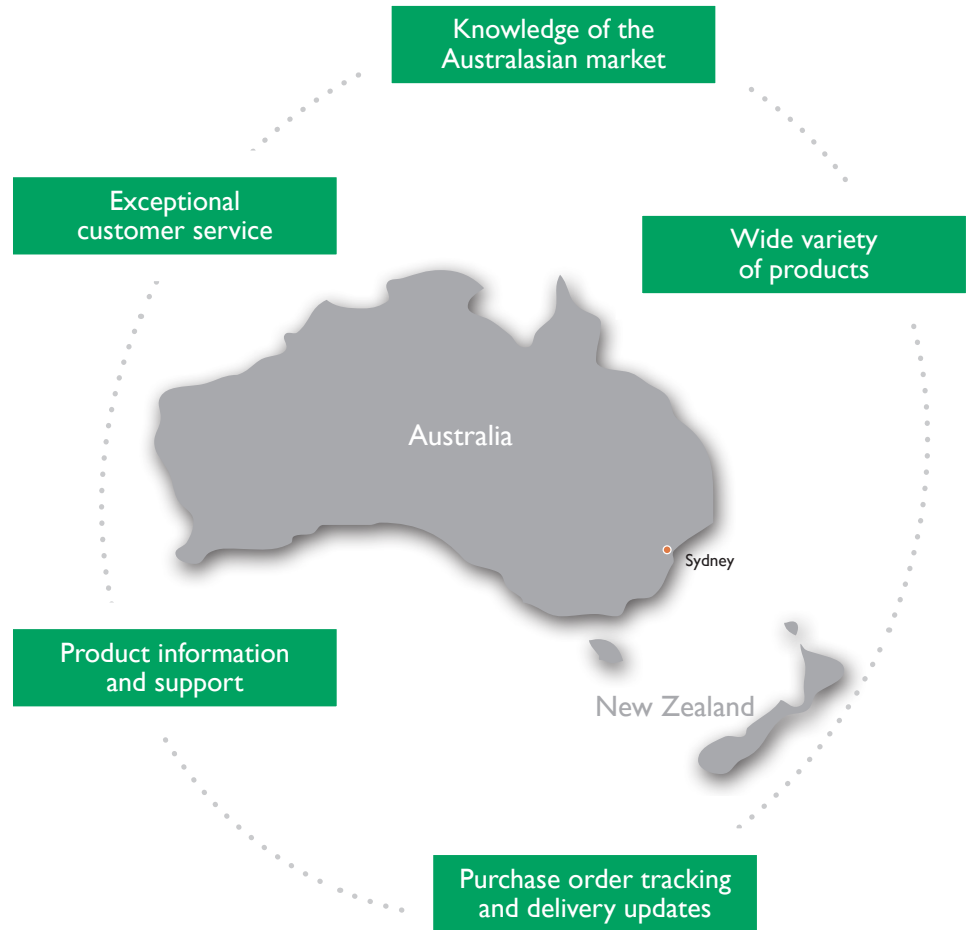 Knowledge of the
Australasian market
Exceptional
customer service
Wide variety
of products
Australia
Sydney
Product information
and support
New Zealand
Purchase order tracking
and delivery updates